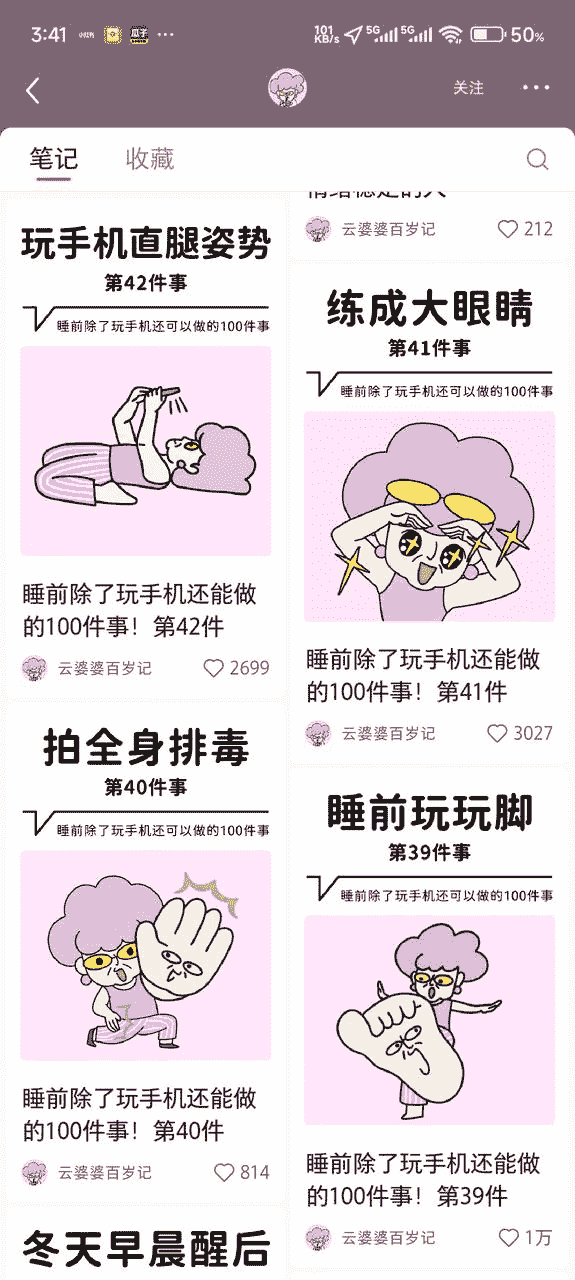 3:41
101 KB/s
5G
5G
50%
关注
笔记
收藏
玩手机直腿姿势
第42件事
睡前除了玩手机还可以做的100件事
睡前除了玩手机还能做
的100件事！第42件
云婆婆百岁记
2699
拍全身排毒
第40件事
睡前除了玩手机还可以做的100件事
睡前除了玩手机还能做
的100件事！第40件
云婆婆百岁记
814
冬天早晨醒后
情绪稳定的人
云婆婆百岁记
212
练成大眼睛
第41件事
睡前除了玩手机还可以做的100件事
睡前除了玩手机还能做
的100件事！第41件
云婆婆百岁记
3027
睡前玩玩脚
第39件事
睡前除了玩手机还可以做的100件事
睡前除了玩手机还能做
的100件事！第39件
云婆婆百岁记
1万